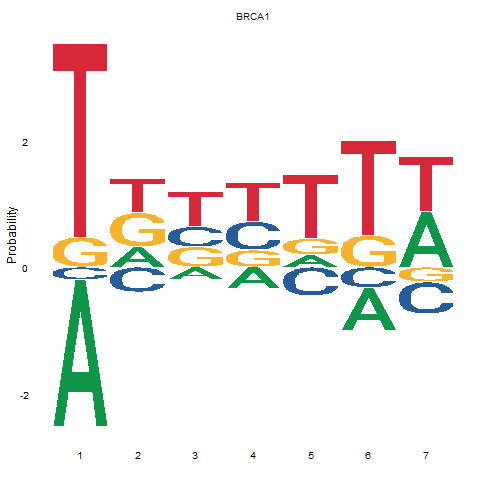 BRCA1
Probability
2
0
-2
T T T T T T T
G G C C G G A
C A G G A C G
A C A A C A C
1 2 3 4 5 6 7